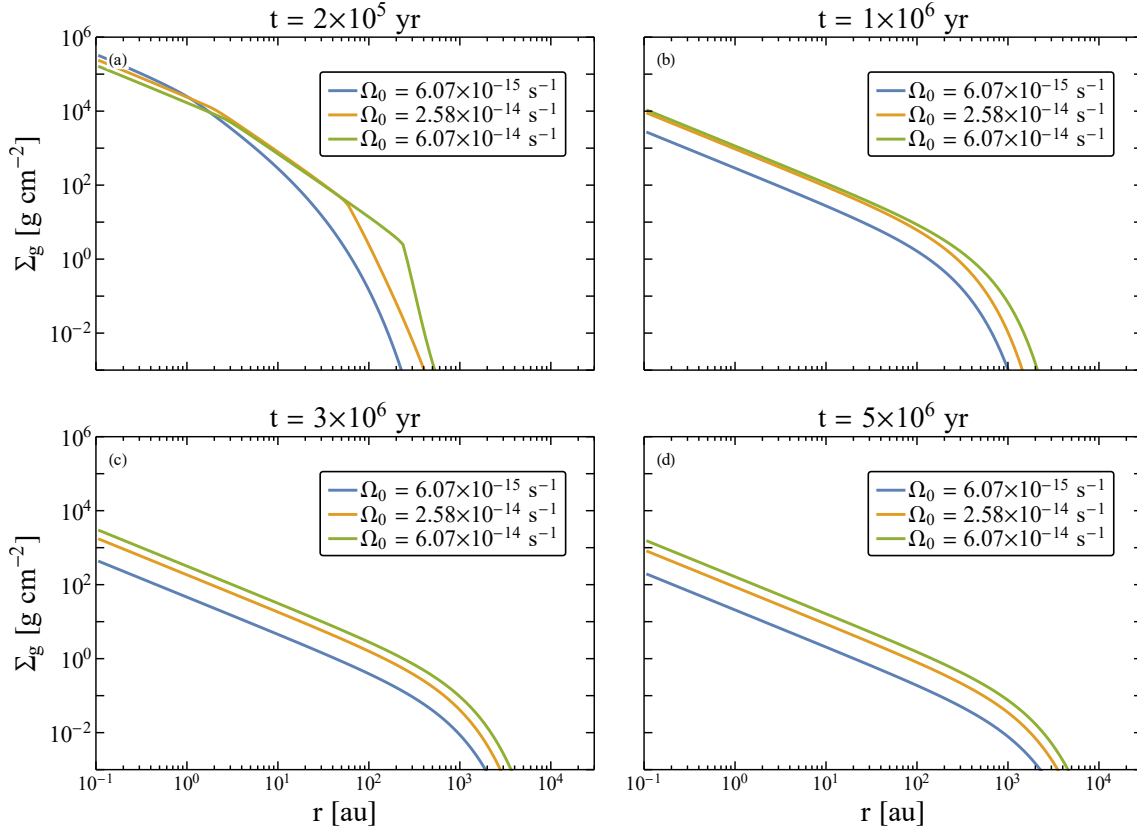 t = 2×10⁵ yr
t = 1×10⁶ yr
Σg [g cm⁻²]
10⁶
10⁴
10²
10⁰
10⁻²
(a)
Ω₀ = 6.07×10⁻¹⁵ s⁻¹
Ω₀ = 2.58×10⁻¹⁴ s⁻¹
Ω₀ = 6.07×10⁻¹⁴ s⁻¹
(b)
Ω₀ = 6.07×10⁻¹⁵ s⁻¹
Ω₀ = 2.58×10⁻¹⁴ s⁻¹
Ω₀ = 6.07×10⁻¹⁴ s⁻¹
t = 3×10⁶ yr
t = 5×10⁶ yr
Σg [g cm⁻²]
10⁶
10⁴
10²
10⁰
10⁻²
(c)
Ω₀ = 6.07×10⁻¹⁵ s⁻¹
Ω₀ = 2.58×10⁻¹⁴ s⁻¹
Ω₀ = 6.07×10⁻¹⁴ s⁻¹
(d)
Ω₀ = 6.07×10⁻¹⁵ s⁻¹
Ω₀ = 2.58×10⁻¹⁴ s⁻¹
Ω₀ = 6.07×10⁻¹⁴ s⁻¹
10⁻¹ 10⁰ 10¹ 10² 10³ 10⁴
10⁻¹ 10⁰ 10¹ 10² 10³ 10⁴
r [au]
r [au]